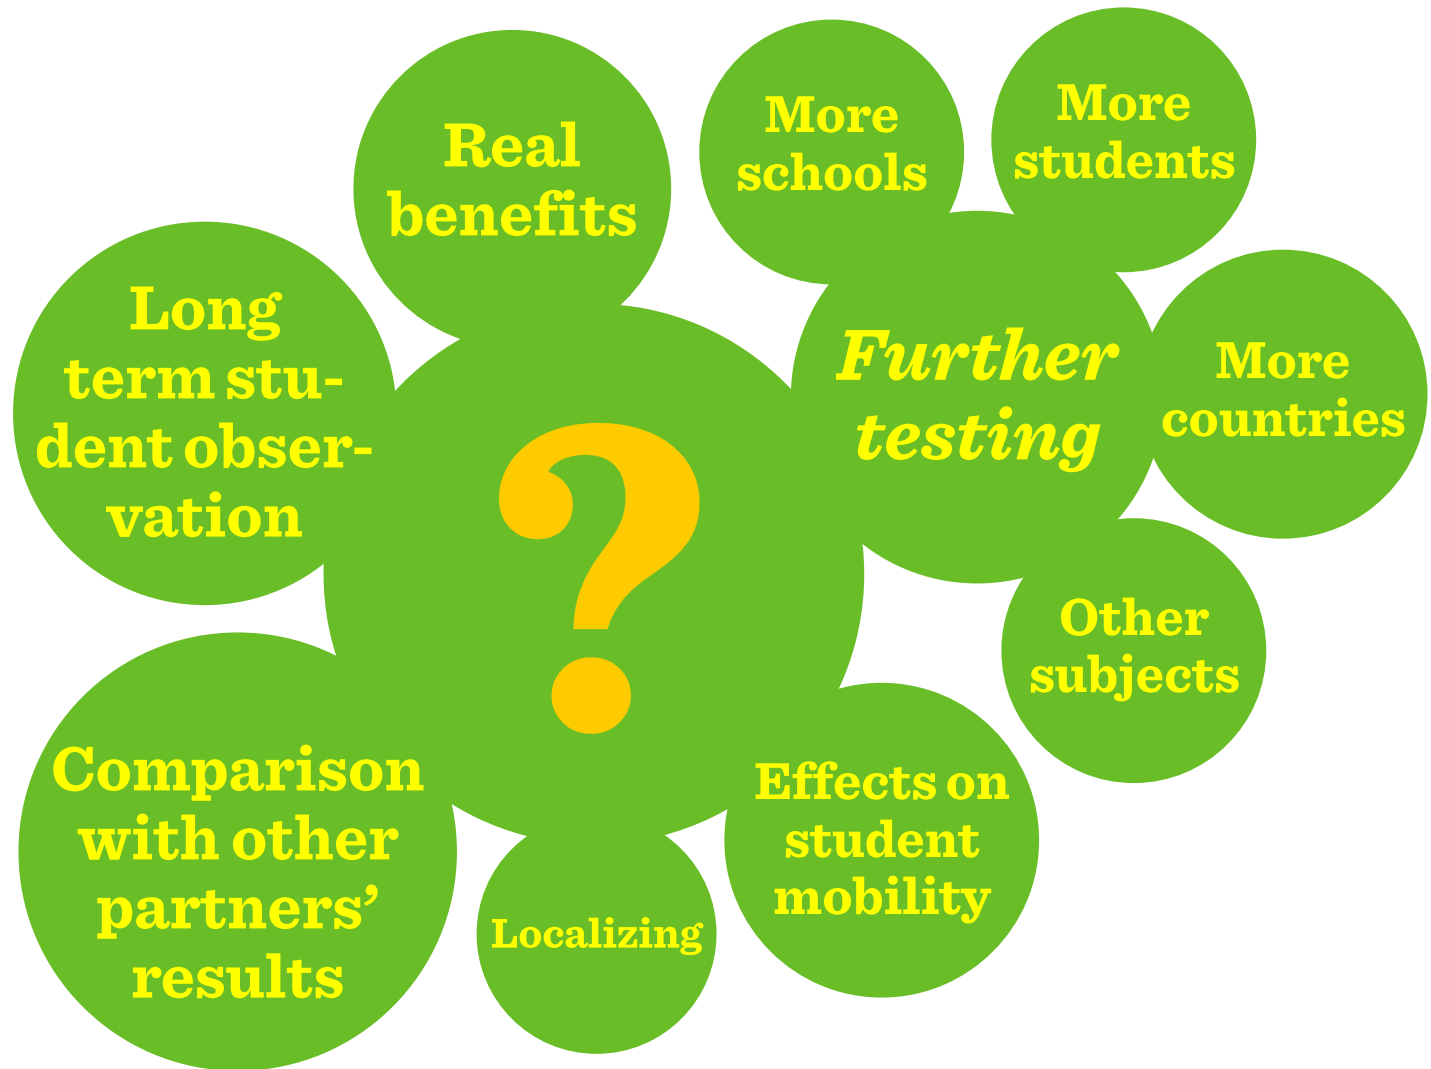 Real
benefits
More
schools
More
students
Long
term stu-
dent obser-
vation
Further
testing
More
countries
?
Other
subjects
Comparison
with other
partners’
results
Effects on
student
mobility
Localizing